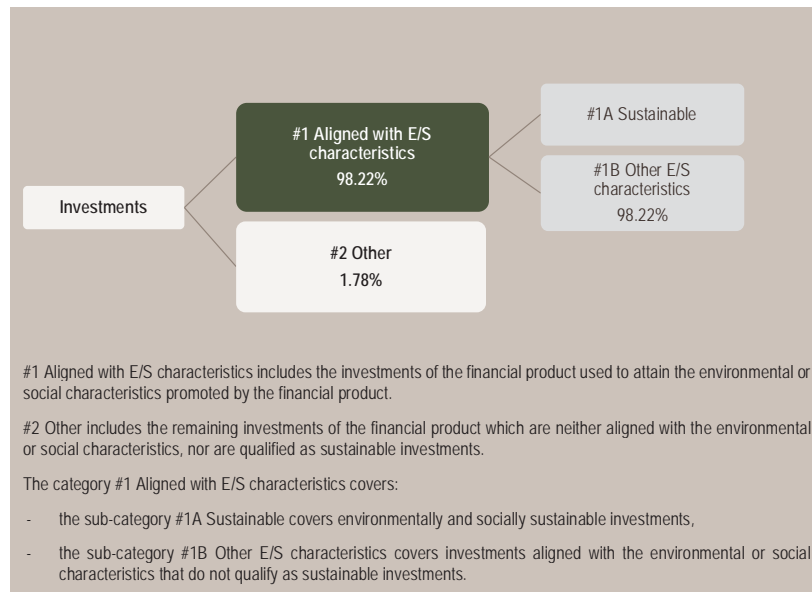 #1 Aligned with E/S
characteristics
98.22%
#1A Sustainable
#1B Other E/S
characteristics
98.22%
Investments
#2 Other
1.78%
#1 Aligned with E/S characteristics includes the investments of the financial product used to attain the environmental or
social characteristics promoted by the financial product.
#2 Other includes the remaining investments of the financial product which are neither aligned with the environmental
or social characteristics, nor are qualified as sustainable investments.
The category #1 Aligned with E/S characteristics covers:
- the sub-category #1A Sustainable covers environmentally and socially sustainable investments,
- the sub-category #1B Other E/S characteristics covers investments aligned with the environmental or social
characteristics that do not qualify as sustainable investments.